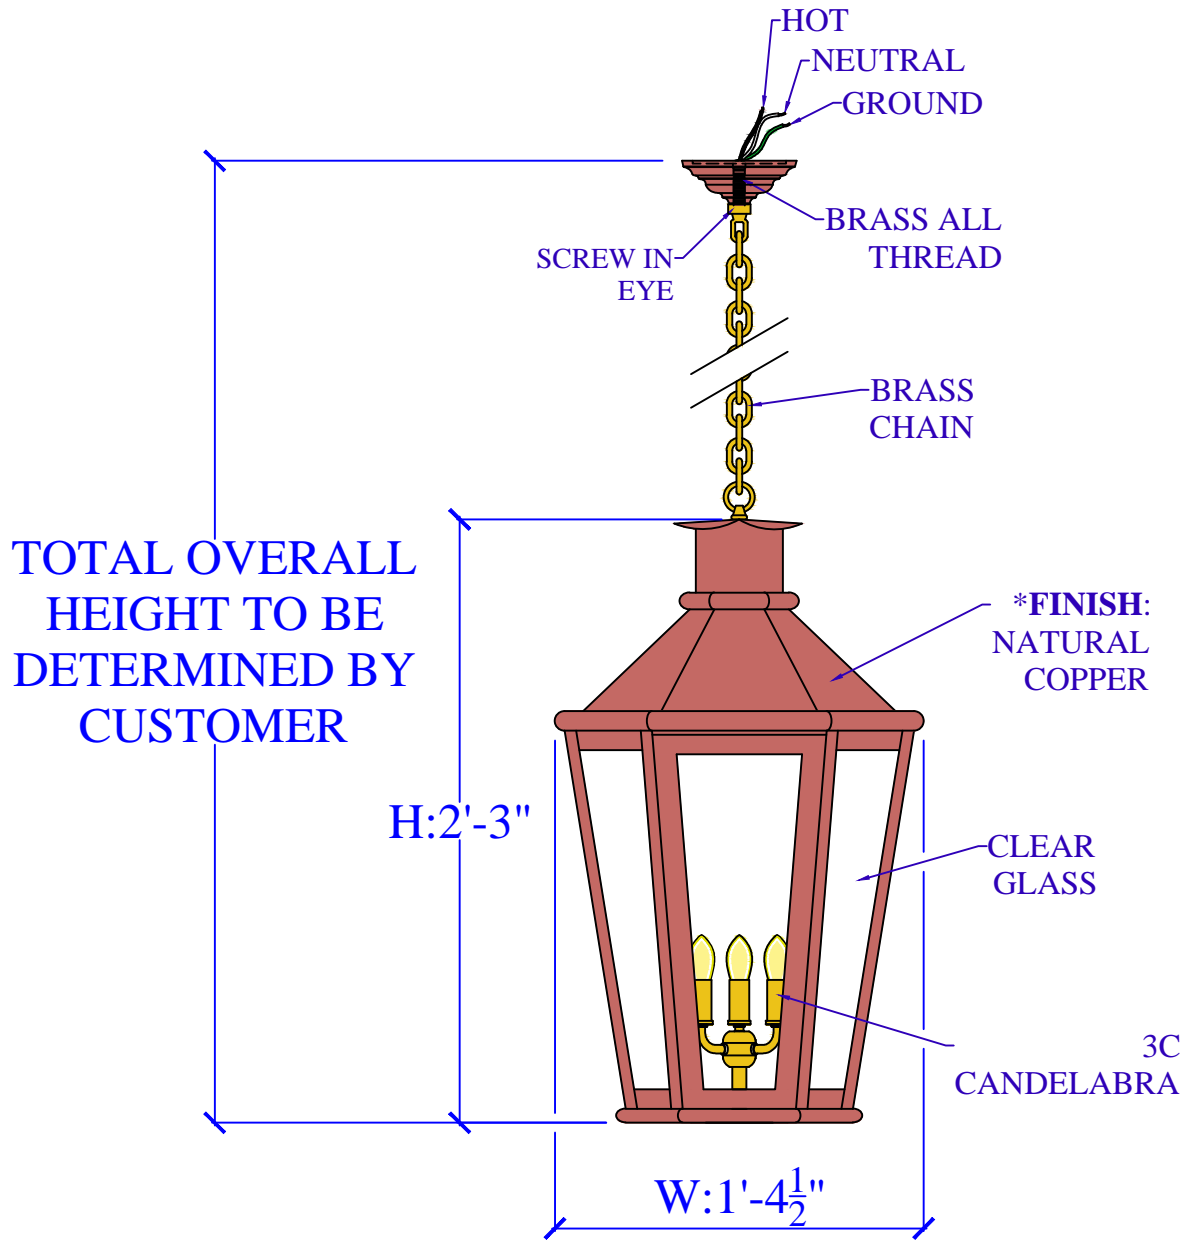 HOT
NEUTRAL
GROUND
BRASS ALL
THREAD
SCREW IN
EYE
BRASS
CHAIN
TOTAL OVERALL
HEIGHT TO BE
DETERMINED BY
CUSTOMER
*FINISH:
NATURAL
COPPER
H:2'-3"
CLEAR
GLASS
3C
CANDELABRA
W:1'-4½"